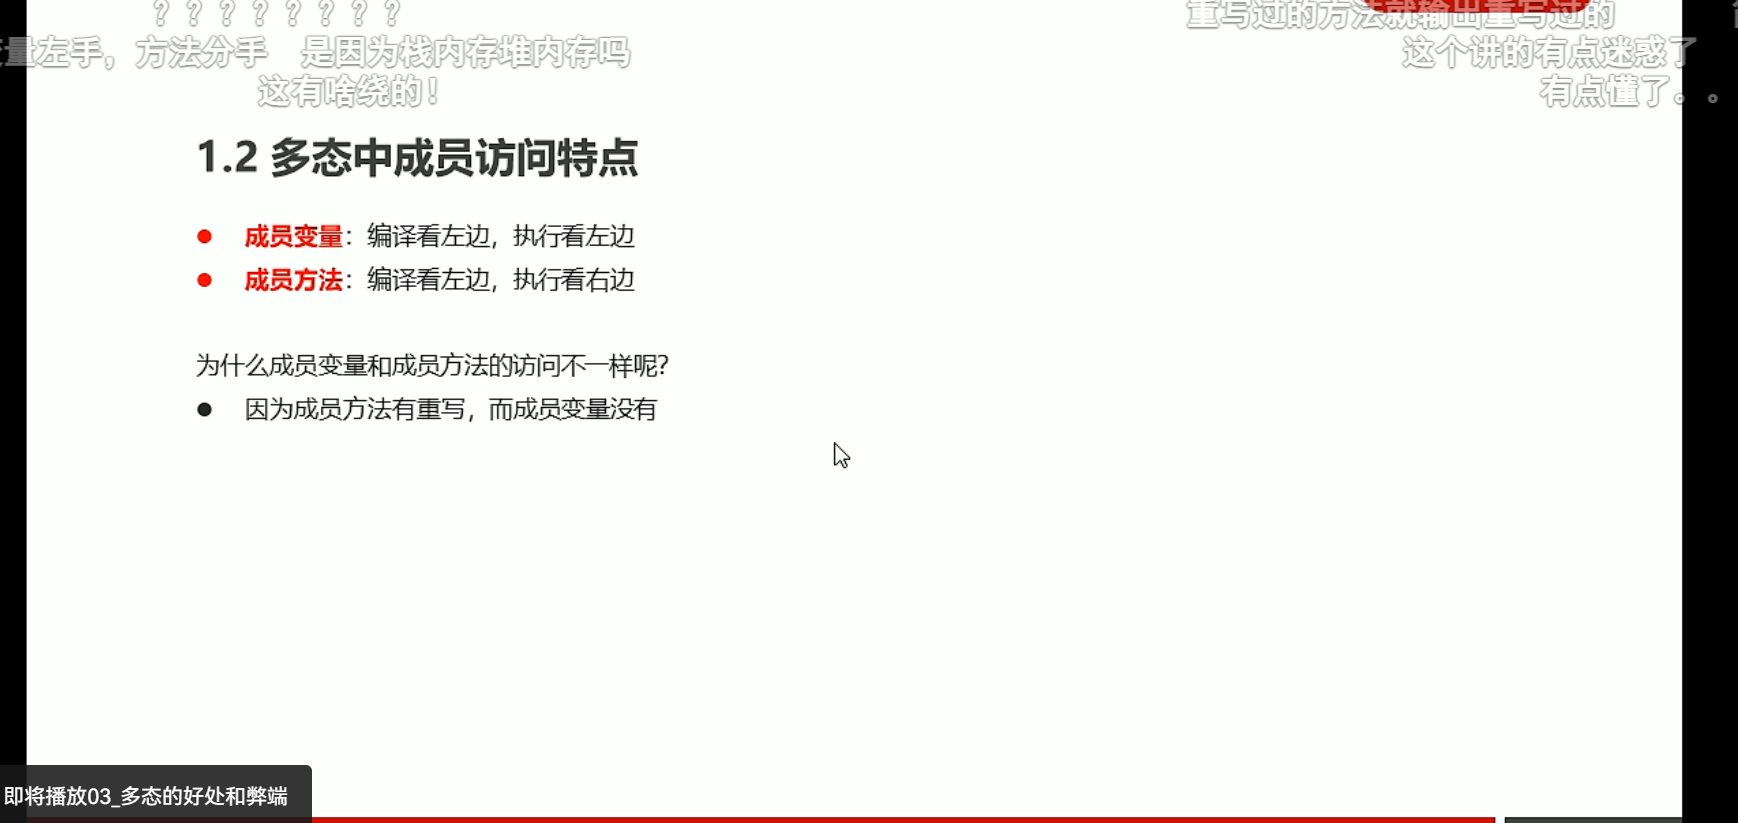 ？？？？？？？？
重写过的方法就输出重写过的
量左手，方法分手
是因为栈内存堆内存吗
这个讲的有点迷惑了
这有啥绕的！
有点懂了。。
1.2 多态中成员访问特点
成员变量：编译看左边，执行看左边
成员方法：编译看左边，执行看右边
为什么成员变量和成员方法的访问不一样呢？
因为成员方法有重写，而成员变量没有
即将播放03_多态的好处和弊端